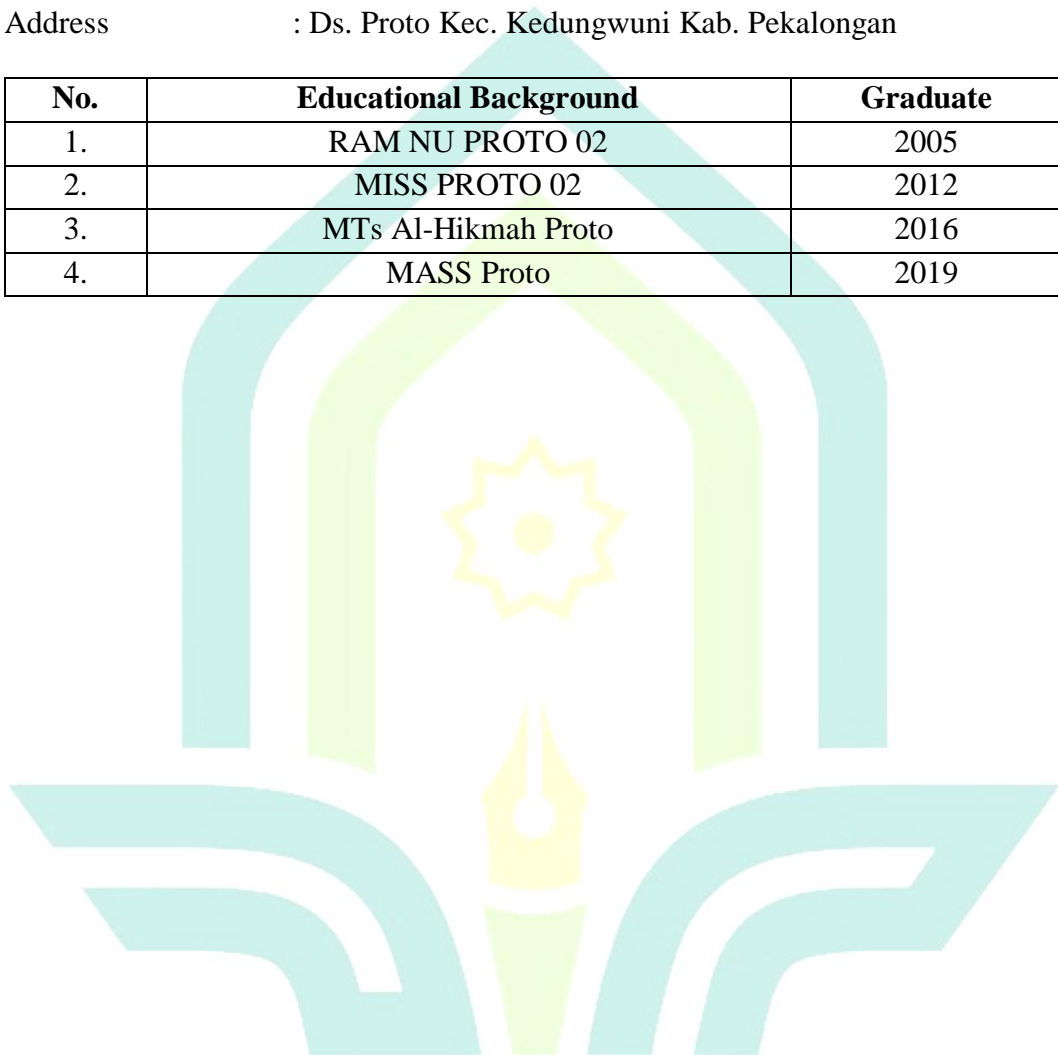 Address : Ds. Proto Kec. Kedungwuni Kab. Pekalongan
No. Educational Background Graduate
1. RAM NU PROTO 02 2005
2. MISS PROTO 02 2012
3. MTs Al-Hikmah Proto 2016
4. MASS Proto 2019